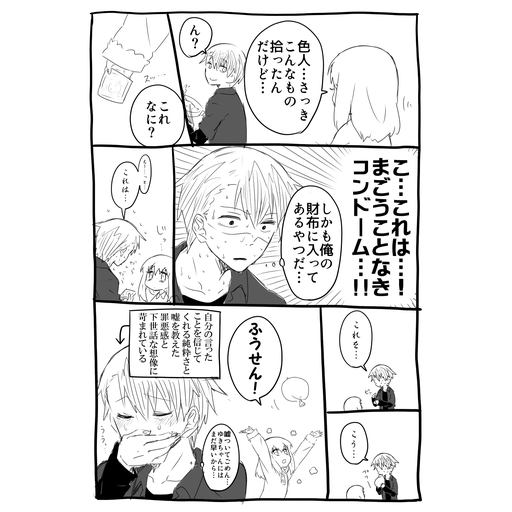 色人…さっき
こんなもの
拾ったん
だけど…
ん？
これ
なに？
こ…これは…！
まごうことなき
コンドーム…!!
しかも俺の
財布に入って
あるやつだ…
これは…
これを…
こう…
ふうせん！
嘘ついてごめん
ゆきちゃんには
まだ早いから…
自分の言った
ことを信じて
くれる純粋さと
嘘を教えた
罪悪感と
下世話な想像に
苛まれている